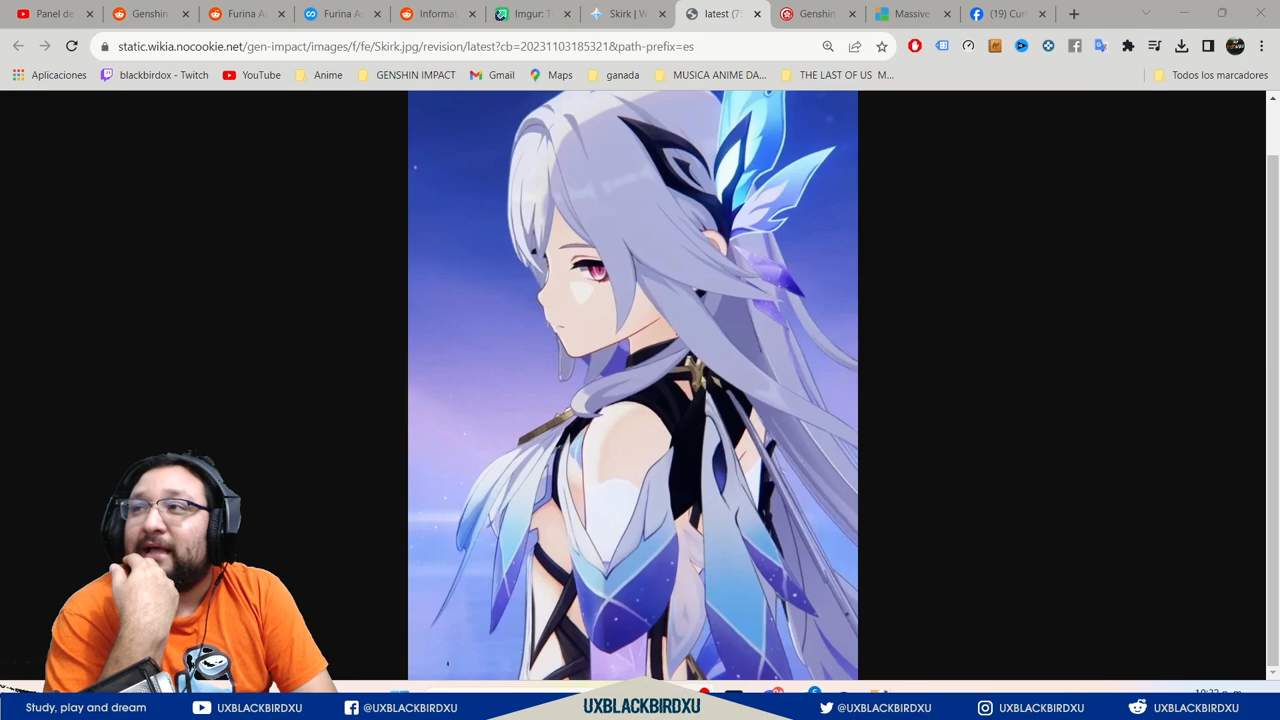 Panel de
Genshin
Furina As
Furina As
Informat
Imgur: T
Skirk | W
latest (75
Genshin
Massive
(19) Cur
static.wikia.nocookie.net/gen-impact/images/f/fe/Skirk.jpg/revision/latest?cb=20231103185321&path-prefix=es
Aplicaciones
blackbirdox - Twitch
YouTube
Anime
GENSHIN IMPACT
Gmail
Maps
ganada
MUSICA ANIME DA...
THE LAST OF US M...
Todos los marcadores
Study, play and dream
UXBLACKBIRDXU
@UXBLACKBIRDXU
UXBLACKBIRDXU
@UXBLACKBIRDXU
UXBLACKBIRDXU
UXBLACKBIRDXU